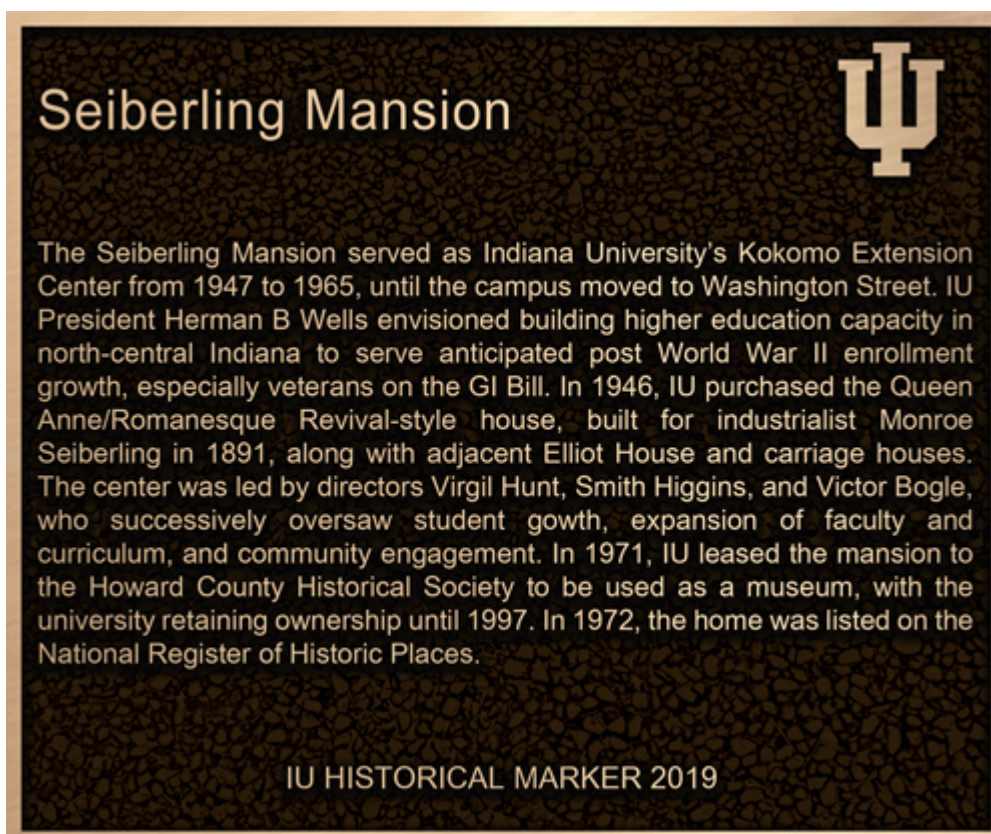 Seiberling Mansion
The Seiberling Mansion served as Indiana University’s Kokomo Extension
Center from 1947 to 1965, until the campus moved to Washington Street. IU
President Herman B Wells envisioned building higher education capacity in
north-central Indiana to serve anticipated post World War II enrollment
growth, especially veterans on the GI Bill. In 1946, IU purchased the Queen
Anne/Romanesque Revival-style house, built for industrialist Monroe
Seiberling in 1891, along with adjacent Elliot House and carriage houses.
The center was led by directors Virgil Hunt, Smith Higgins, and Victor Bogle,
who successively oversaw student gowth, expansion of faculty and
curriculum, and community engagement. In 1971, IU leased the mansion to
the Howard County Historical Society to be used as a museum, with the
university retaining ownership until 1997. In 1972, the home was listed on the
National Register of Historic Places.
IU HISTORICAL MARKER 2019